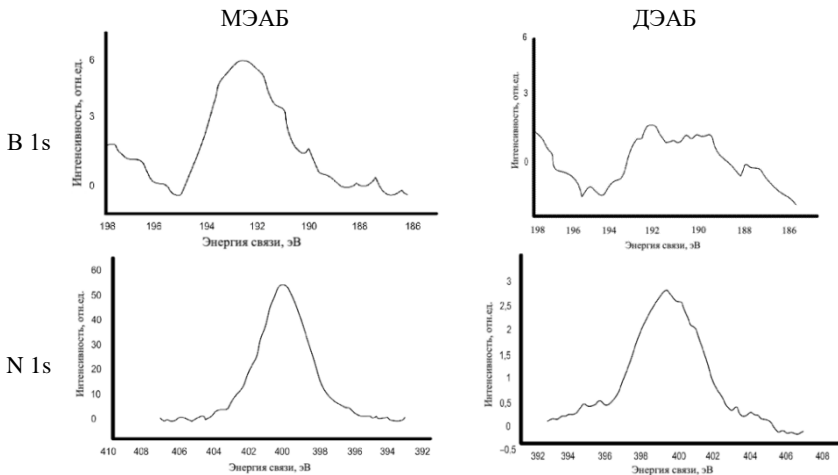 МЭАБ ДЭАБ
B 1s
Интенсивность, отн.ед.
6
3
0
198 196 194 192 190 188 186
Энергия связи, эВ
Интенсивность, отн.ед.
6
3
0
198 196 194 192 190 188 186
Энергия связи, эВ
N 1s
Интенсивность, отн.ед.
60
50
40
30
20
10
0
410 408 406 404 402 400 398 396 394 392
Энергия связи, эВ
Интенсивность, отн.ед.
3
2,5
2
1,5
1
0,5
0
–0.5
392 394 396 398 400 402 404 406 408
Энергия связи, эВ